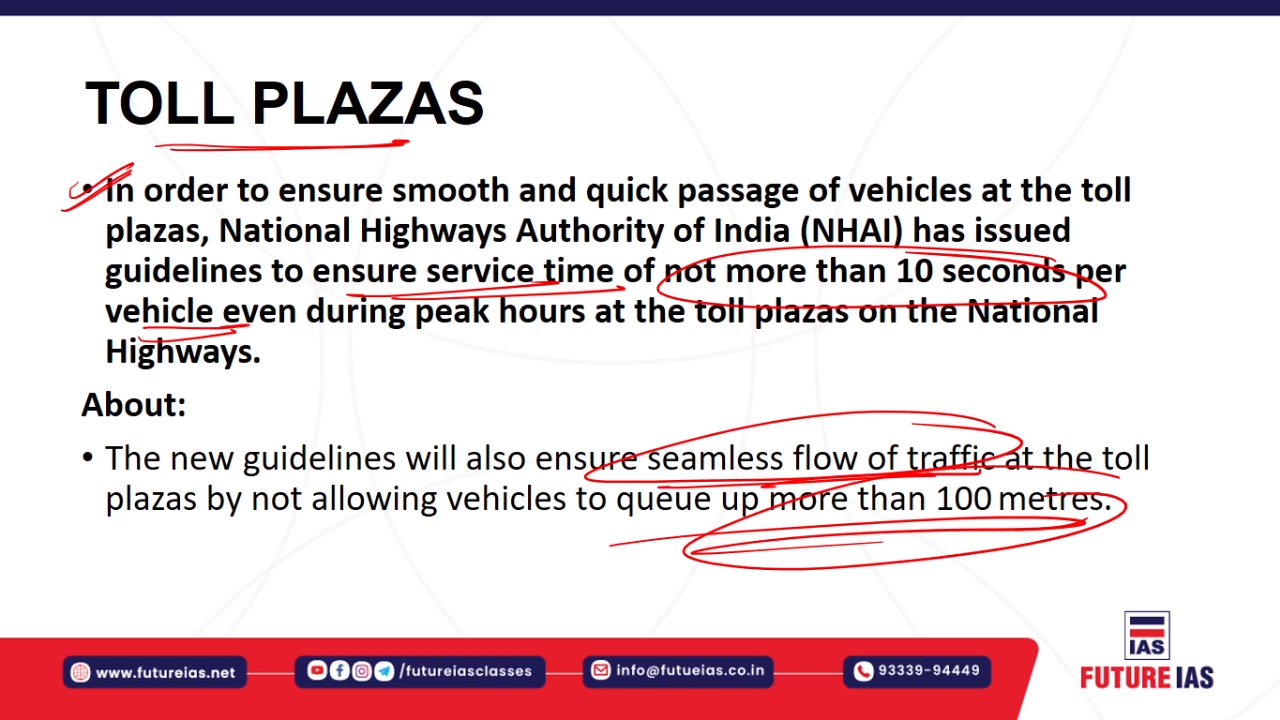 TOLL PLAZAS
• In order to ensure smooth and quick passage of vehicles at the toll
plazas, National Highways Authority of India (NHAI) has issued
guidelines to ensure service time of not more than 10 seconds per
vehicle even during peak hours at the toll plazas on the National
Highways.
About:
• The new guidelines will also ensure seamless flow of traffic at the toll
plazas by not allowing vehicles to queue up more than 100 metres.
IAS
FUTURE IAS
www.futureias.net
/futureiasclasses
info@futueias.co.in
93339-94449